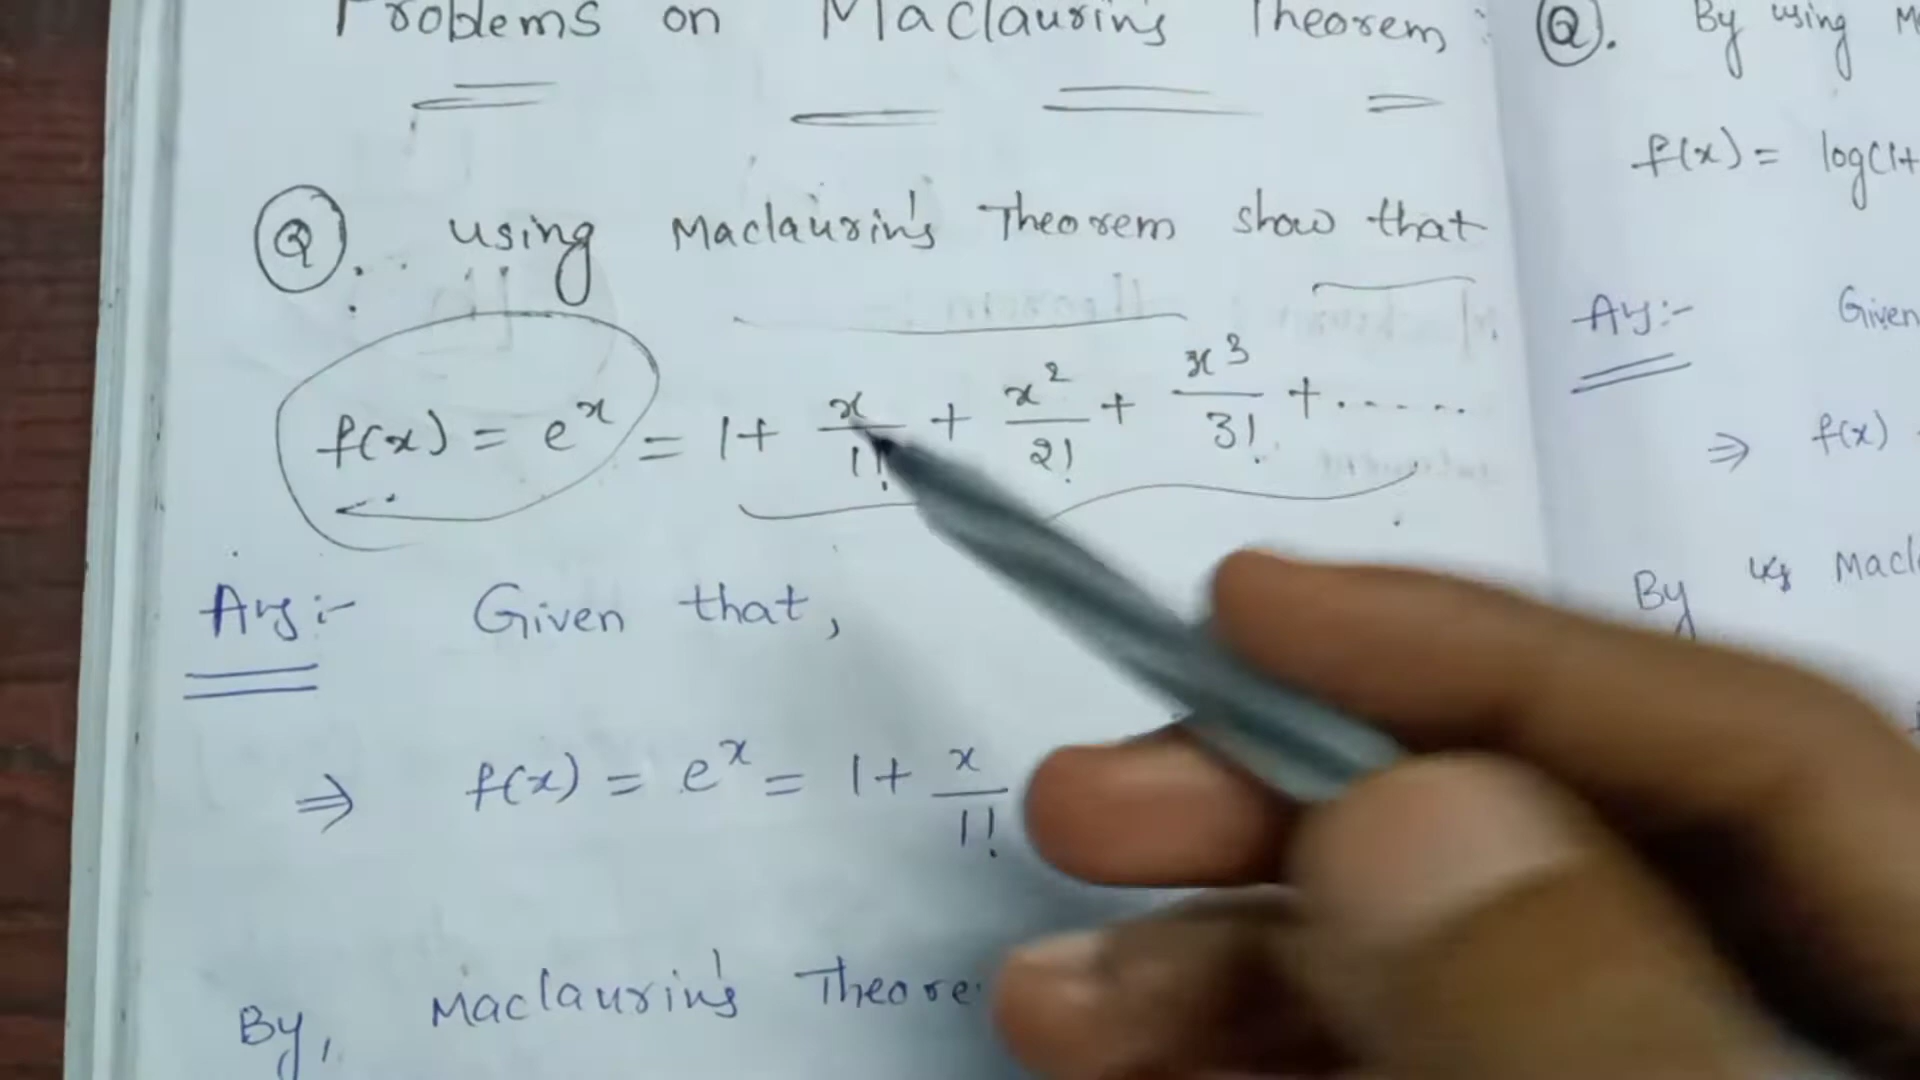 Problems on Maclaurin's Theorem:
Q. using Maclaurin's Theorem show that
f(x) = e^x = 1 + x/1! + x^2/2! + x^3/3! + ......
Ans:- Given that,
⇒ f(x) = e^x = 1 + x/1!
By, Maclaurin's Theore
Q. By using M
f(x) = log(1+
Ans:- Given
⇒ f(x)
By Macl